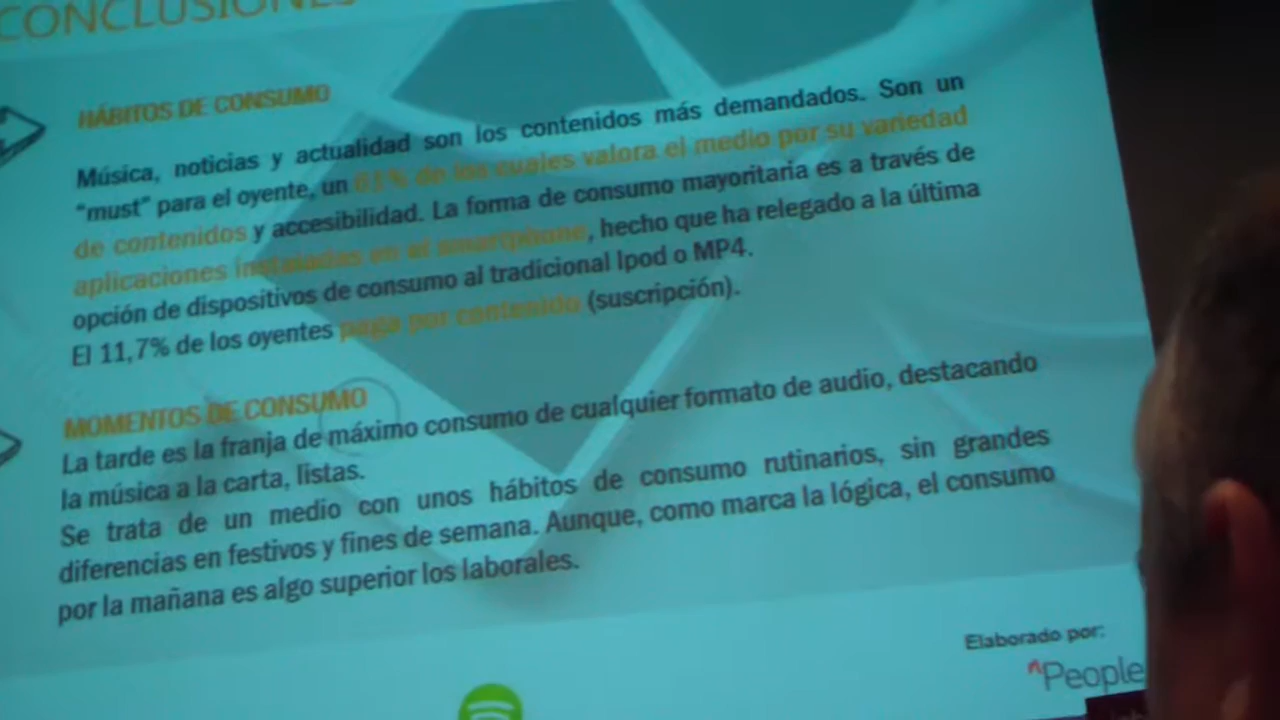 CONCLUSIONES
HÁBITOS DE CONSUMO
Música, noticias y actualidad son los contenidos más demandados. Son un
“must” para el oyente, un 61% de los cuales valora el medio por su variedad
de contenidos y accesibilidad. La forma de consumo mayoritaria es a través de
aplicaciones instaladas en el smartphone, hecho que ha relegado a la última
opción de dispositivos de consumo al tradicional Ipod o MP4.
El 11,7% de los oyentes paga por contenido (suscripción).
MOMENTOS DE CONSUMO
La tarde es la franja de máximo consumo de cualquier formato de audio, destacando
la música a la carta, listas.
Se trata de un medio con unos hábitos de consumo rutinarios, sin grandes
diferencias en festivos y fines de semana. Aunque, como marca la lógica, el consumo
por la mañana es algo superior los laborales.
Elaborado por:
nPeople